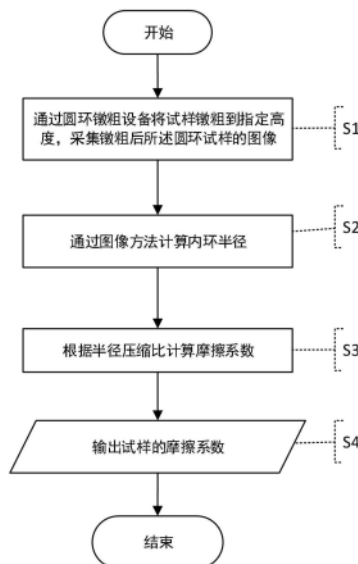 开始
通过圆环镦粗设备将试样镦粗到指定高
度，采集镦粗后所述圆环试样的图像
S1
通过图像方法计算内环半径
S2
根据半径压缩比计算摩擦系数
S3
输出试样的摩擦系数
S4
结束